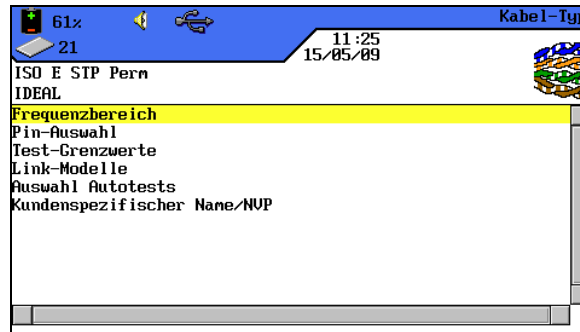 61%
Kabel-Typ
21
11:25
15/05/09
ISO E STP Perm
IDEAL
Frequenzbereich
Pin-Auswahl
Test-Grenzwerte
Link-Modelle
Auswahl Autotests
Kundenspezifischer Name/NVP